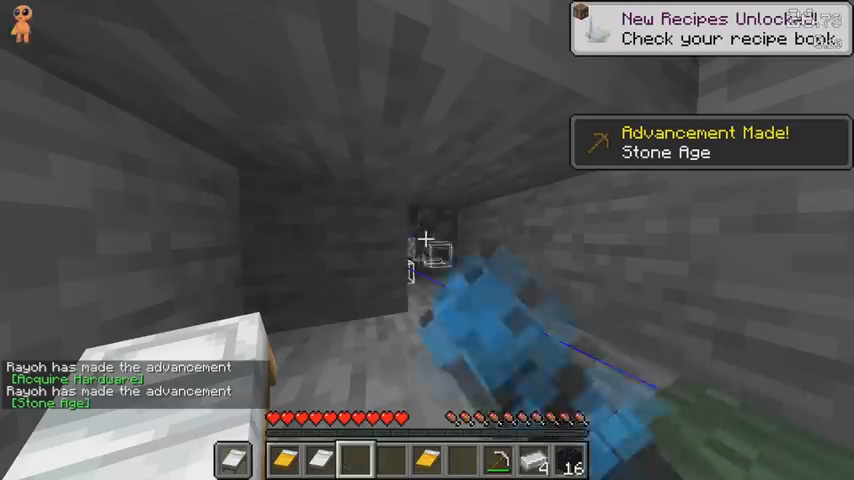 New Recipes Unlocked!
Check your recipe book
Advancement Made!
Stone Age
Rayoh has made the advancement
[Acquire Hardware]
Rayoh has made the advancement
[Stone Age]
4
16